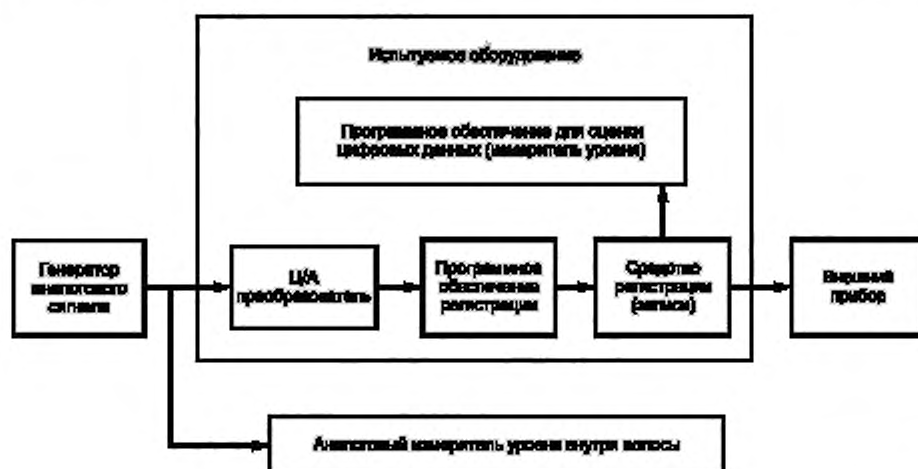 Испытуемое оборудование
Программное обеспечение для оценки
цифровых данных (измеритель уровня)
Генератор
аналогового
сигнала
Ц/А
преобразователь
Программное
обеспечение
регистрации
Средство
регистрации
(записи)
Внешний
прибор
Аналоговый измеритель уровня внутри полосы